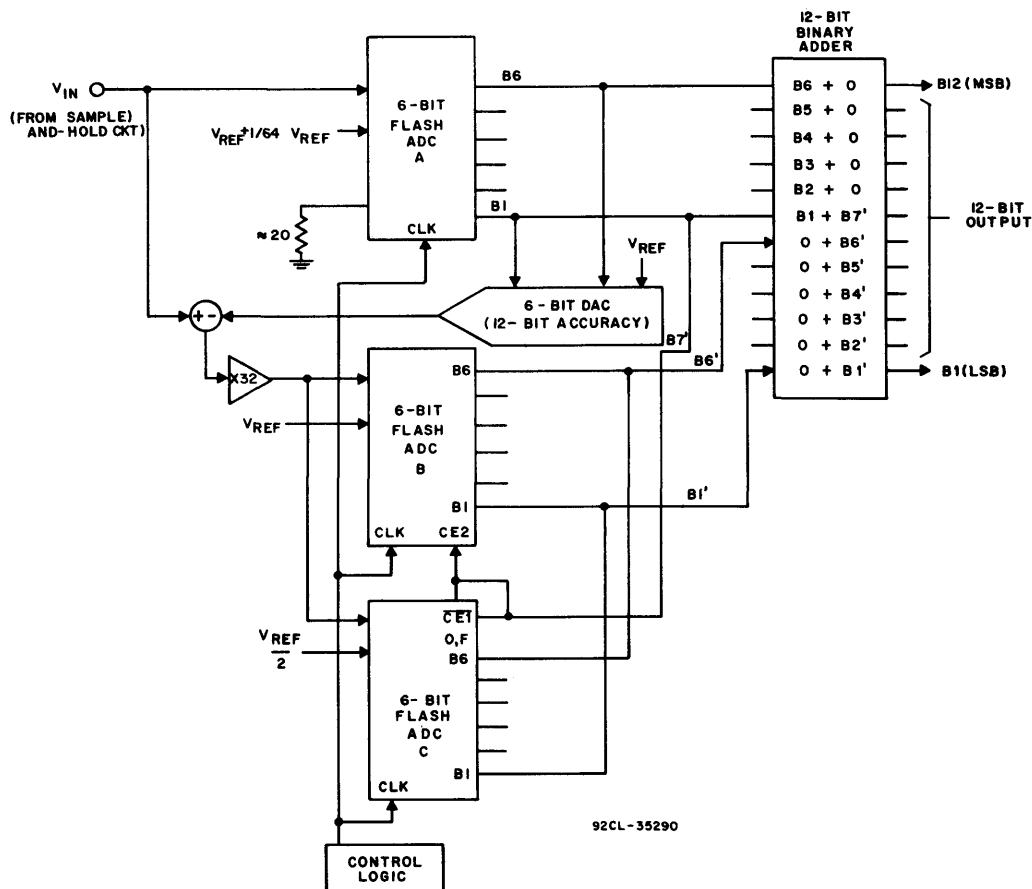 12-BIT
BINARY
ADDER
V_IN
(FROM SAMPLE)
AND-HOLD CKT)
6-BIT
FLASH
ADC
A
V_REF +1/64 V_REF
≈20
CLK
B6
B1
B6 + 0
B5 + 0
B4 + 0
B3 + 0
B2 + 0
B1 + B7'
0 + B6'
0 + B5'
0 + B4'
0 + B3'
0 + B2'
0 + B1'
B12 (MSB)
12-BIT
OUTPUT
B1 (LSB)
V_REF
6-BIT DAC
(12-BIT ACCURACY)
B7'
+ -
X32
V_REF
6-BIT
FLASH
ADC
B
B6
B1
CLK
CE2
B6'
B1'
V_REF
2
CE1
O,F
B6
6-BIT
FLASH
ADC
C
B1
CLK
CONTROL
LOGIC
92CL-35290